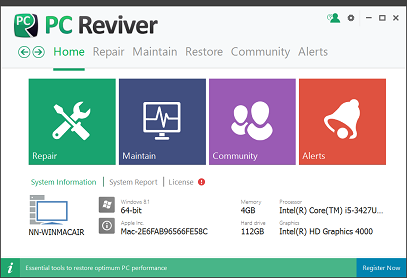 PC PC Reviver
Home Repair Maintain Restore Community Alerts
Repair Maintain Community Alerts
System Information | System Report | License !
Windows 8.1 Memory Processor
64-bit 4GB Intel(R) Core(TM) i5-3427U...
Apple Inc. Hard drive Graphics
NN-WINMACAIR Mac-2E6FAB96566FE58C 112GB Intel(R) HD Graphics 4000
i Essential tools to restore optimum PC performance Register Now